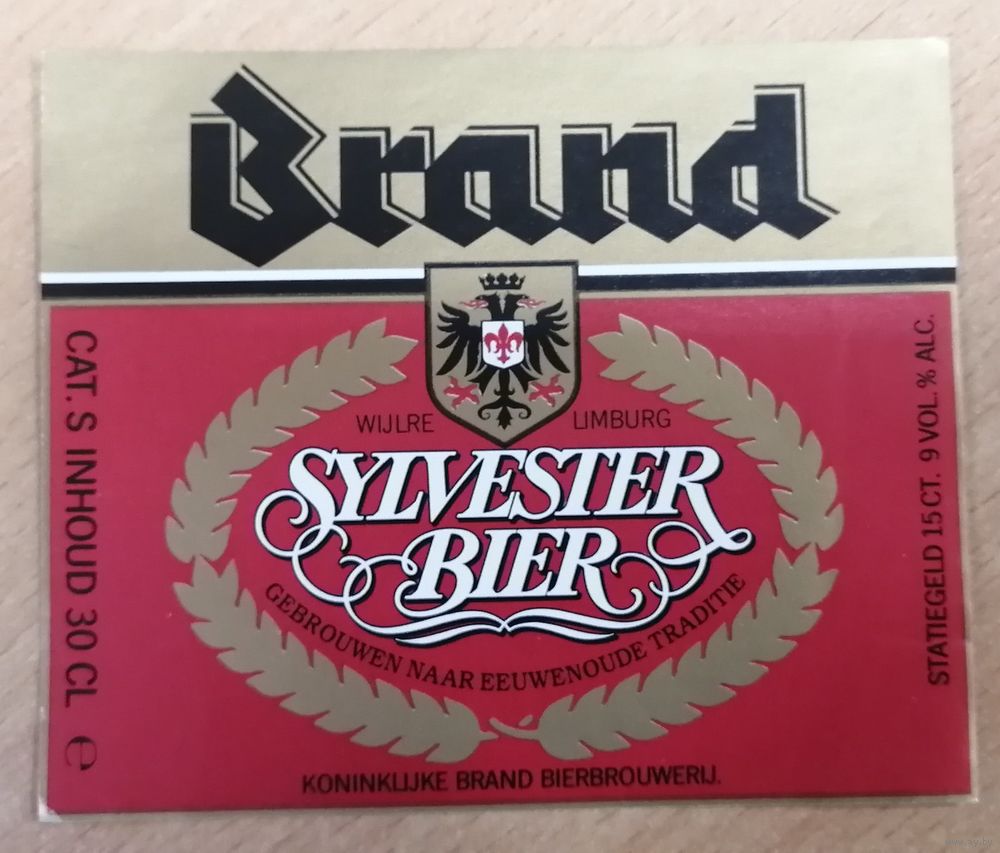 Brand
WIJLRE LIMBURG
SYLVESTER
BIER
GEBROUWEN NAAR EEUWENOUDE TRADITIE
KONINKLIJKE BRAND BIERBROUWERIJ.
CAT. S INHOUD 30 CL e
STATIEGELD 15 CT. 9 VOL. % ALC.